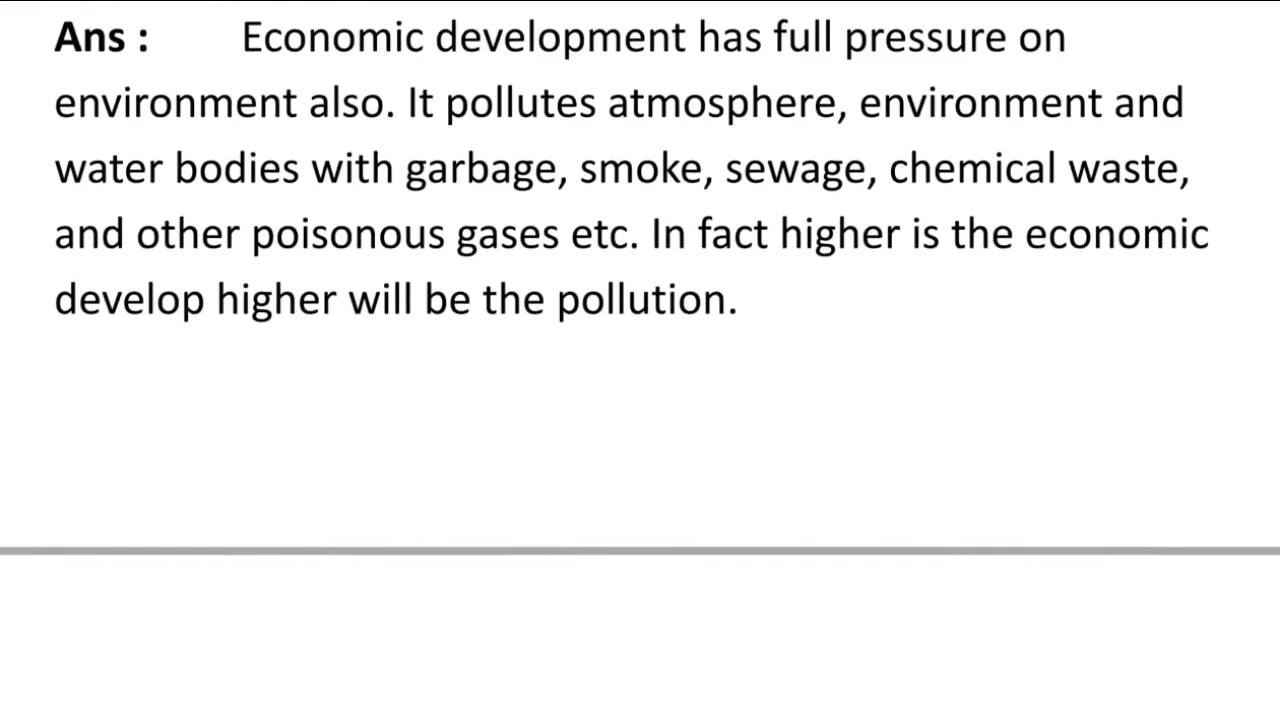 Ans : Economic development has full pressure on
environment also. It pollutes atmosphere, environment and
water bodies with garbage, smoke, sewage, chemical waste,
and other poisonous gases etc. In fact higher is the economic
develop higher will be the pollution.